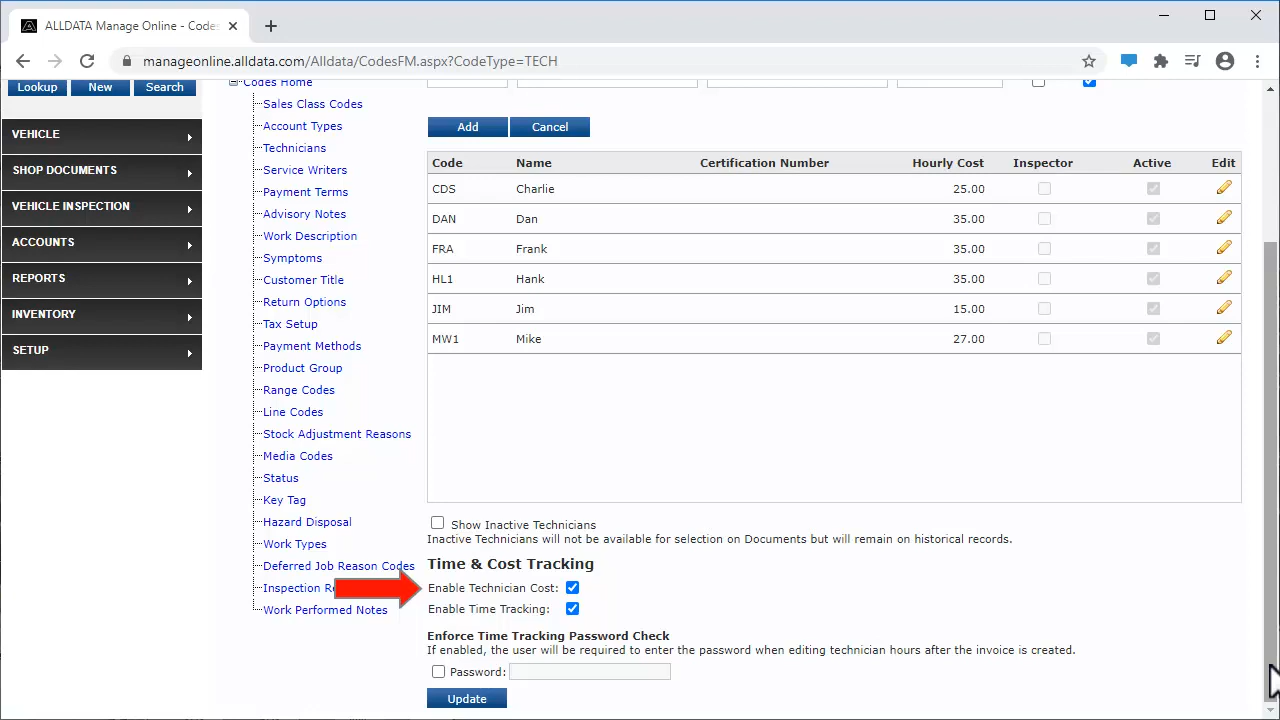 ALLDATA Manage Online - Codes
manageonline.alldata.com/Alldata/CodesFM.aspx?CodeType=TECH
Lookup New Search
VEHICLE
SHOP DOCUMENTS
VEHICLE INSPECTION
ACCOUNTS
REPORTS
INVENTORY
SETUP
Codes Home
Sales Class Codes
Account Types
Technicians
Service Writers
Payment Terms
Advisory Notes
Work Description
Symptoms
Customer Title
Return Options
Tax Setup
Payment Methods
Product Group
Range Codes
Line Codes
Stock Adjustment Reasons
Media Codes
Status
Key Tag
Hazard Disposal
Work Types
Deferred Job Reason Codes
Inspection Re
Work Performed Notes
Add Cancel
Code Name Certification Number Hourly Cost Inspector Active Edit
CDS Charlie 25.00
DAN Dan 35.00
FRA Frank 35.00
HL1 Hank 35.00
JIM Jim 15.00
MW1 Mike 27.00
Show Inactive Technicians
Inactive Technicians will not be available for selection on Documents but will remain on historical records.
Time & Cost Tracking
Enable Technician Cost:
Enable Time Tracking:
Enforce Time Tracking Password Check
If enabled, the user will be required to enter the password when editing technician hours after the invoice is created.
Password:
Update